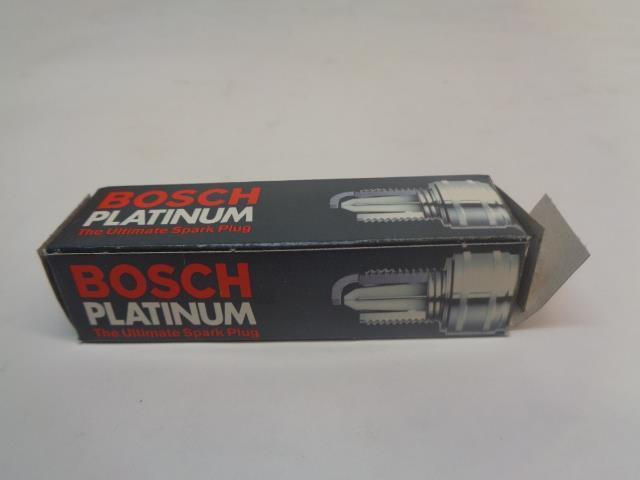 BOSCH
PLATINUM
The Ultimate Spark Plug
BOSCH
PLATINUM
The Ultimate Spark Plug